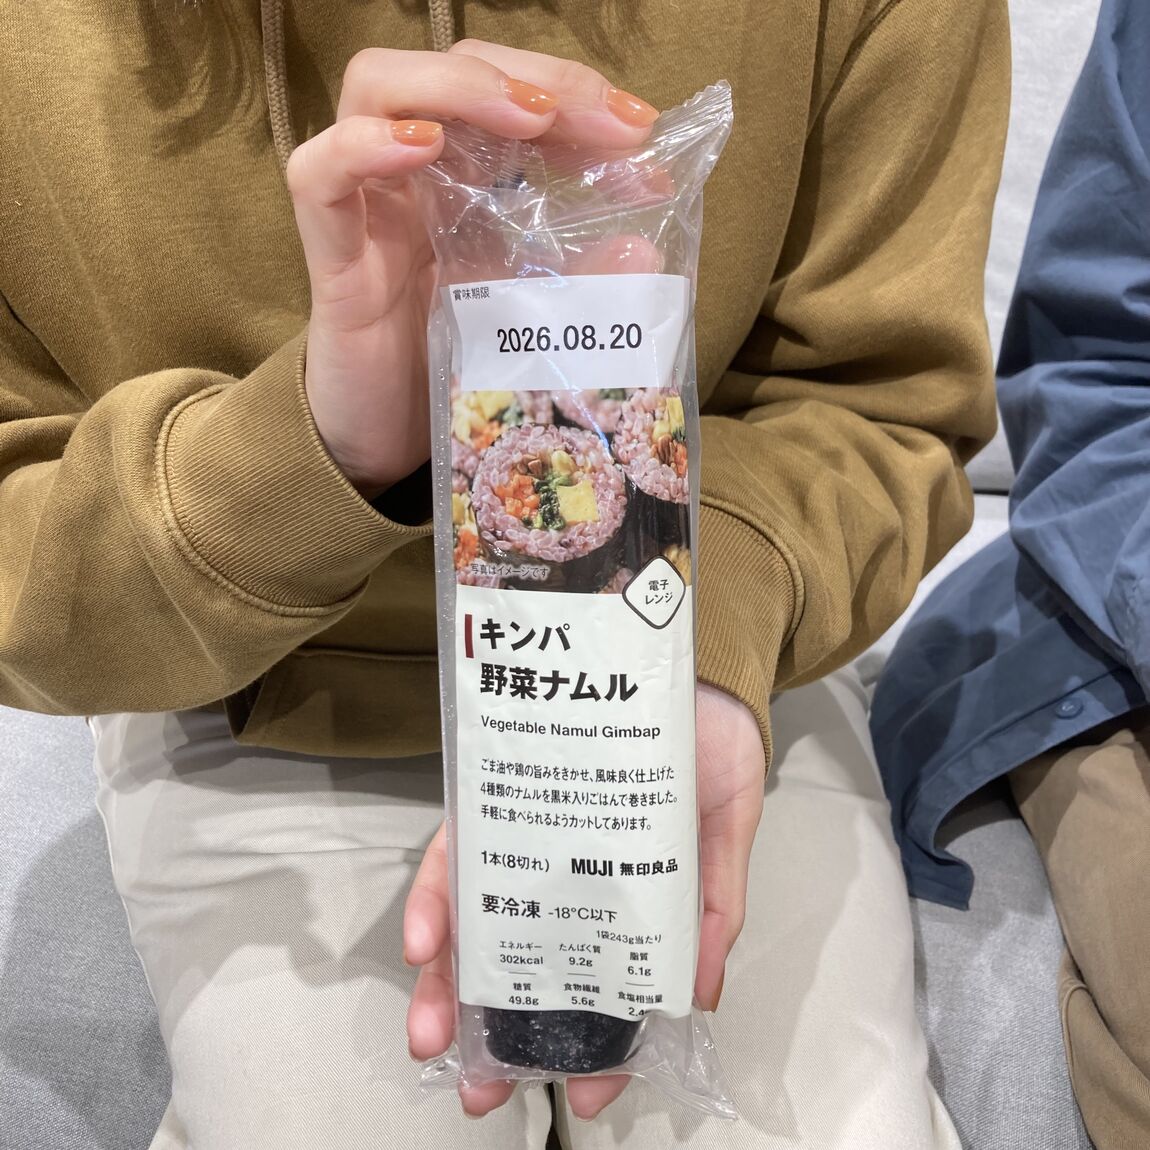 賞味期限
2026.08.20
写真はイメージです
電子
レンジ
キンパ
野菜ナムル
Vegetable Namul Gimbap
ごま油や鶏の旨みをきかせ、風味良く仕上げた
4種類のナムルを黒米入りごはんで巻きました。
手軽に食べられるようカットしてあります。
1本(8切れ) MUJI 無印良品
要冷凍 -18°C以下
1袋243g当たり
エネルギー たんぱく質 脂質
302kcal 9.2g 6.1g
糖質 食物繊維 食塩相当量
49.8g 5.6g